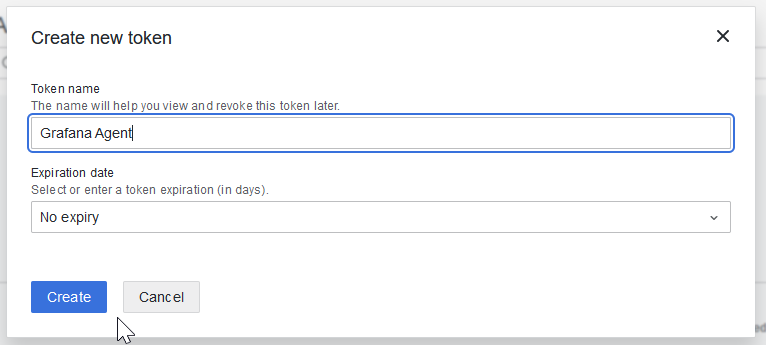 Create new token
Token name
The name will help you view and revoke this token later.
Grafana Agent
Expiration date
Select or enter a token expiration (in days).
No expiry
Create
Cancel